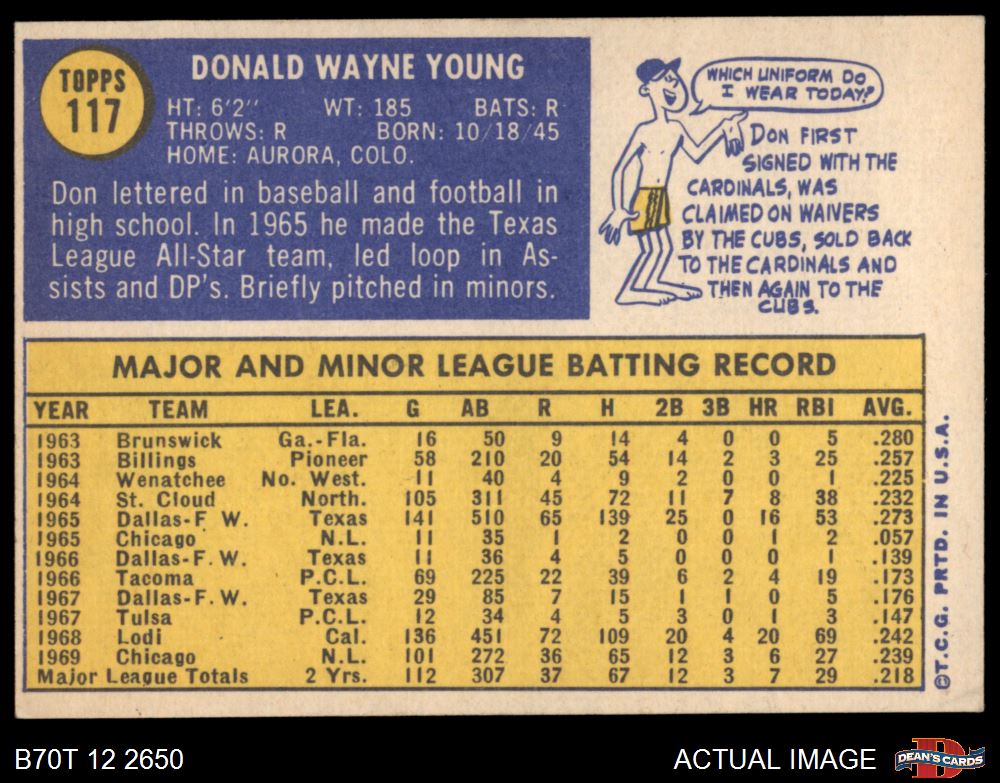 TOPPS
117
DONALD WAYNE YOUNG
HT: 6'2" WT: 185 BATS: R
THROWS: R BORN: 10/18/45
HOME: AURORA, COLO.
Don lettered in baseball and football in
high school. In 1965 he made the Texas
League All-Star team, led loop in As-
sists and DP's. Briefly pitched in minors.
WHICH UNIFORM DO
I WEAR TODAY?
DON FIRST
SIGNED WITH THE
CARDINALS, WAS
CLAIMED ON WAIVERS
BY THE CUBS, SOLD BACK
TO THE CARDINALS AND
THEN AGAIN TO THE
CUBS.
MAJOR AND MINOR LEAGUE BATTING RECORD
YEAR TEAM LEA. G AB R H 2B 3B HR RBI AVG.
1963 Brunswick Ga.-Fla. 16 50 9 14 4 0 0 5 .280
1963 Billings Pioneer 58 210 20 54 14 2 3 25 .257
1964 Wenatchee No. West. 11 40 4 9 2 0 0 1 .225
1964 St. Cloud North. 105 311 45 72 11 7 8 38 .232
1965 Dallas-F. W. Texas 141 510 65 139 25 0 16 53 .273
1965 Chicago N.L. 11 35 1 2 0 0 1 2 .057
1966 Dallas-F. W. Texas 11 36 4 5 0 0 0 1 .139
1966 Tacoma P.C.L. 69 225 22 39 6 2 4 19 .173
1967 Dallas-F. W. Texas 29 85 7 15 1 1 0 5 .176
1967 Tulsa P.C.L. 12 34 4 5 3 0 1 3 .147
1968 Lodi Cal. 136 451 72 109 20 4 20 69 .242
1969 Chicago N.L. 101 272 36 65 12 3 6 27 .239
Major League Totals 2 Yrs. 112 307 37 67 12 3 7 29 .218
©T.C.G. PRTD. IN U.S.A.
B70T 12 2650
ACTUAL IMAGE
D
DEAN'S CARDS